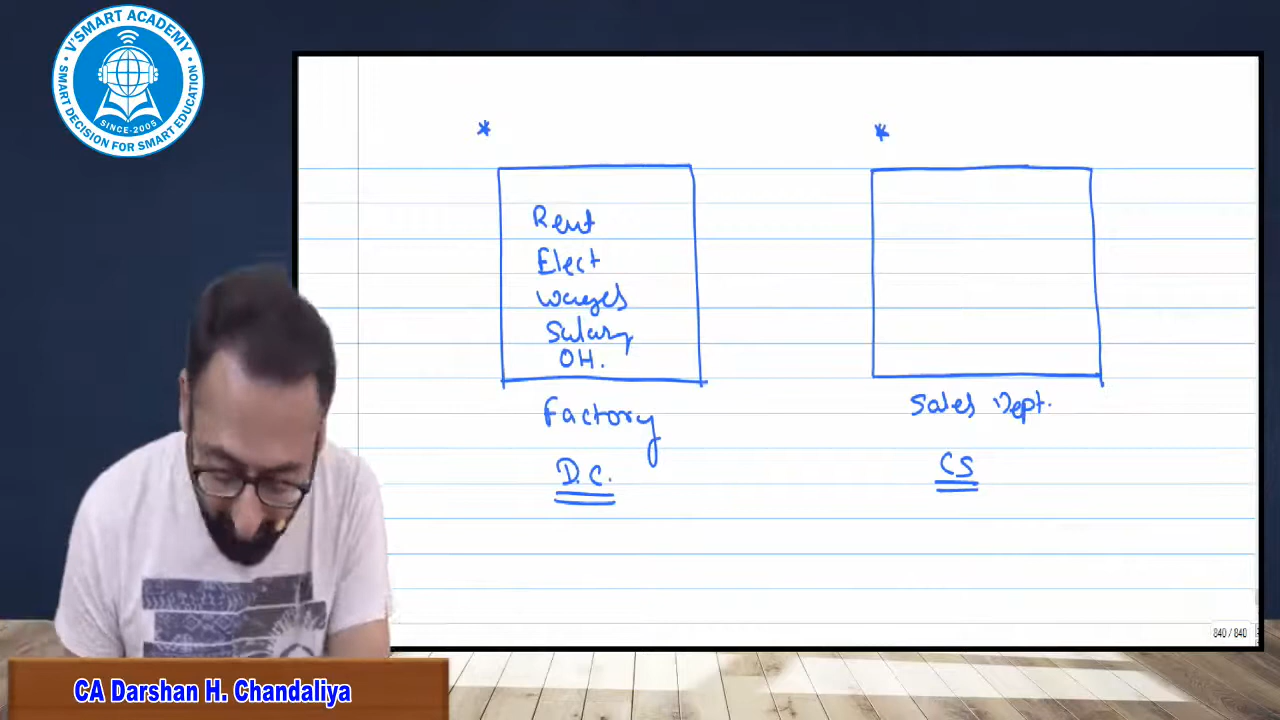 V'SMART ACADEMY
SINCE-2005
SMART DECISION FOR SMART EDUCATION
*
*
Rent
Elect
Wages
Salary
OH.
Factory
D.C.
Sales Dept.
CS
840 / 840
CA Darshan H. Chandaliya